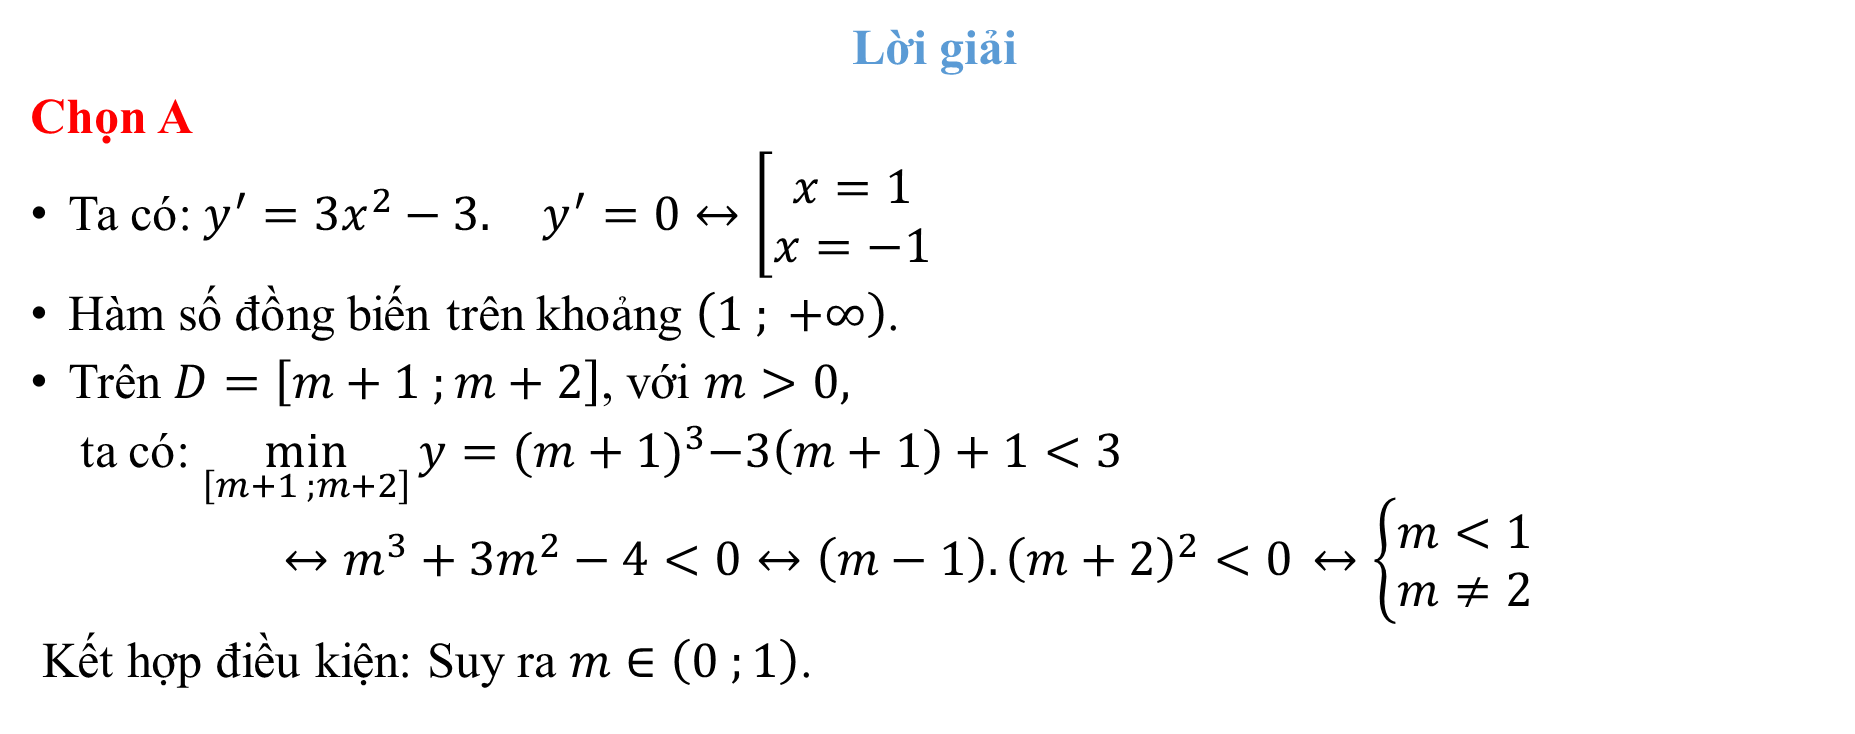 Lời giải
Chọn A
• Ta có: y′ = 3x² − 3. y′ = 0 ↔ [ x = 1
x = −1
• Hàm số đồng biến trên khoảng (1 ; +∞).
• Trên D = [m + 1 ; m + 2], với m > 0,
ta có: min y = (m + 1)³−3(m + 1) + 1 < 3
[m+1 ;m+2]
↔ m³ + 3m² − 4 < 0 ↔ (m − 1). (m + 2)² < 0 ↔ { m < 1
m ≠ 2
Kết hợp điều kiện: Suy ra m ∈ (0 ; 1).